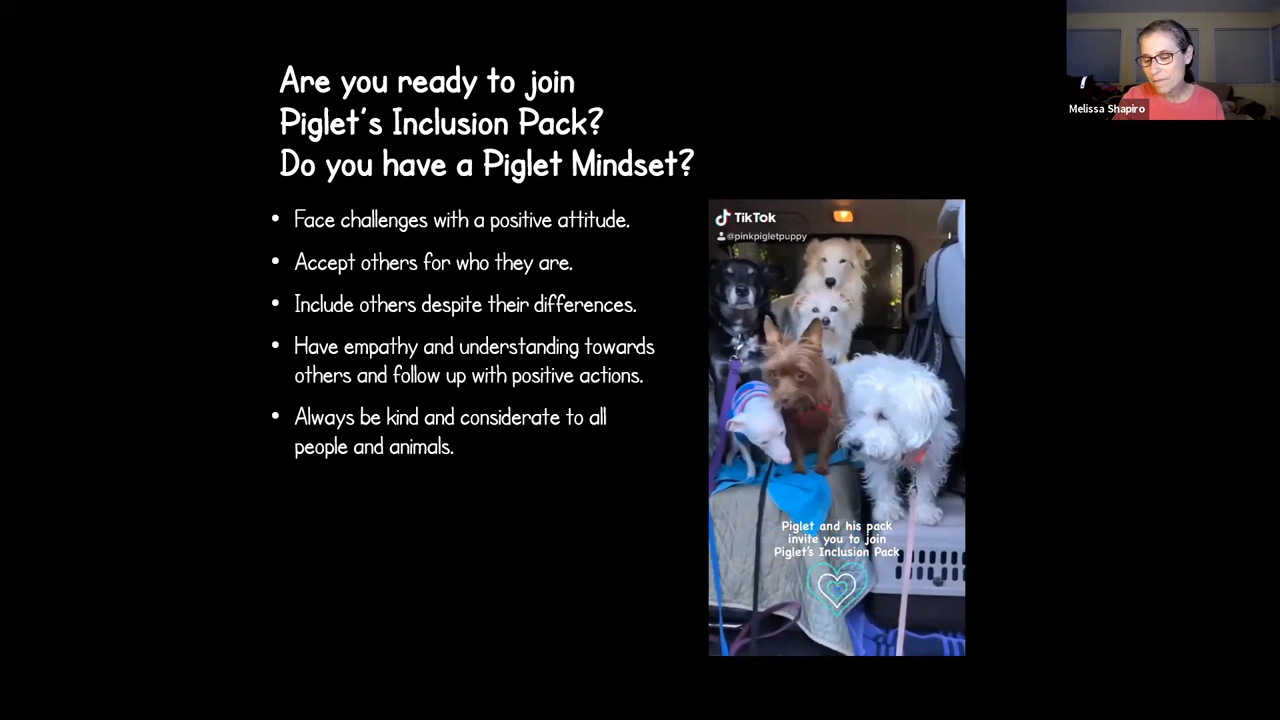 Are you ready to join
Piglet's Inclusion Pack?
Do you have a Piglet Mindset?
• Face challenges with a positive attitude.
• Accept others for who they are.
• Include others despite their differences.
• Have empathy and understanding towards
others and follow up with positive actions.
• Always be kind and considerate to all
people and animals.
TikTok
@pinkpigletpuppy
Piglet and his pack
invite you to join
Piglet's Inclusion Pack
Melissa Shapiro